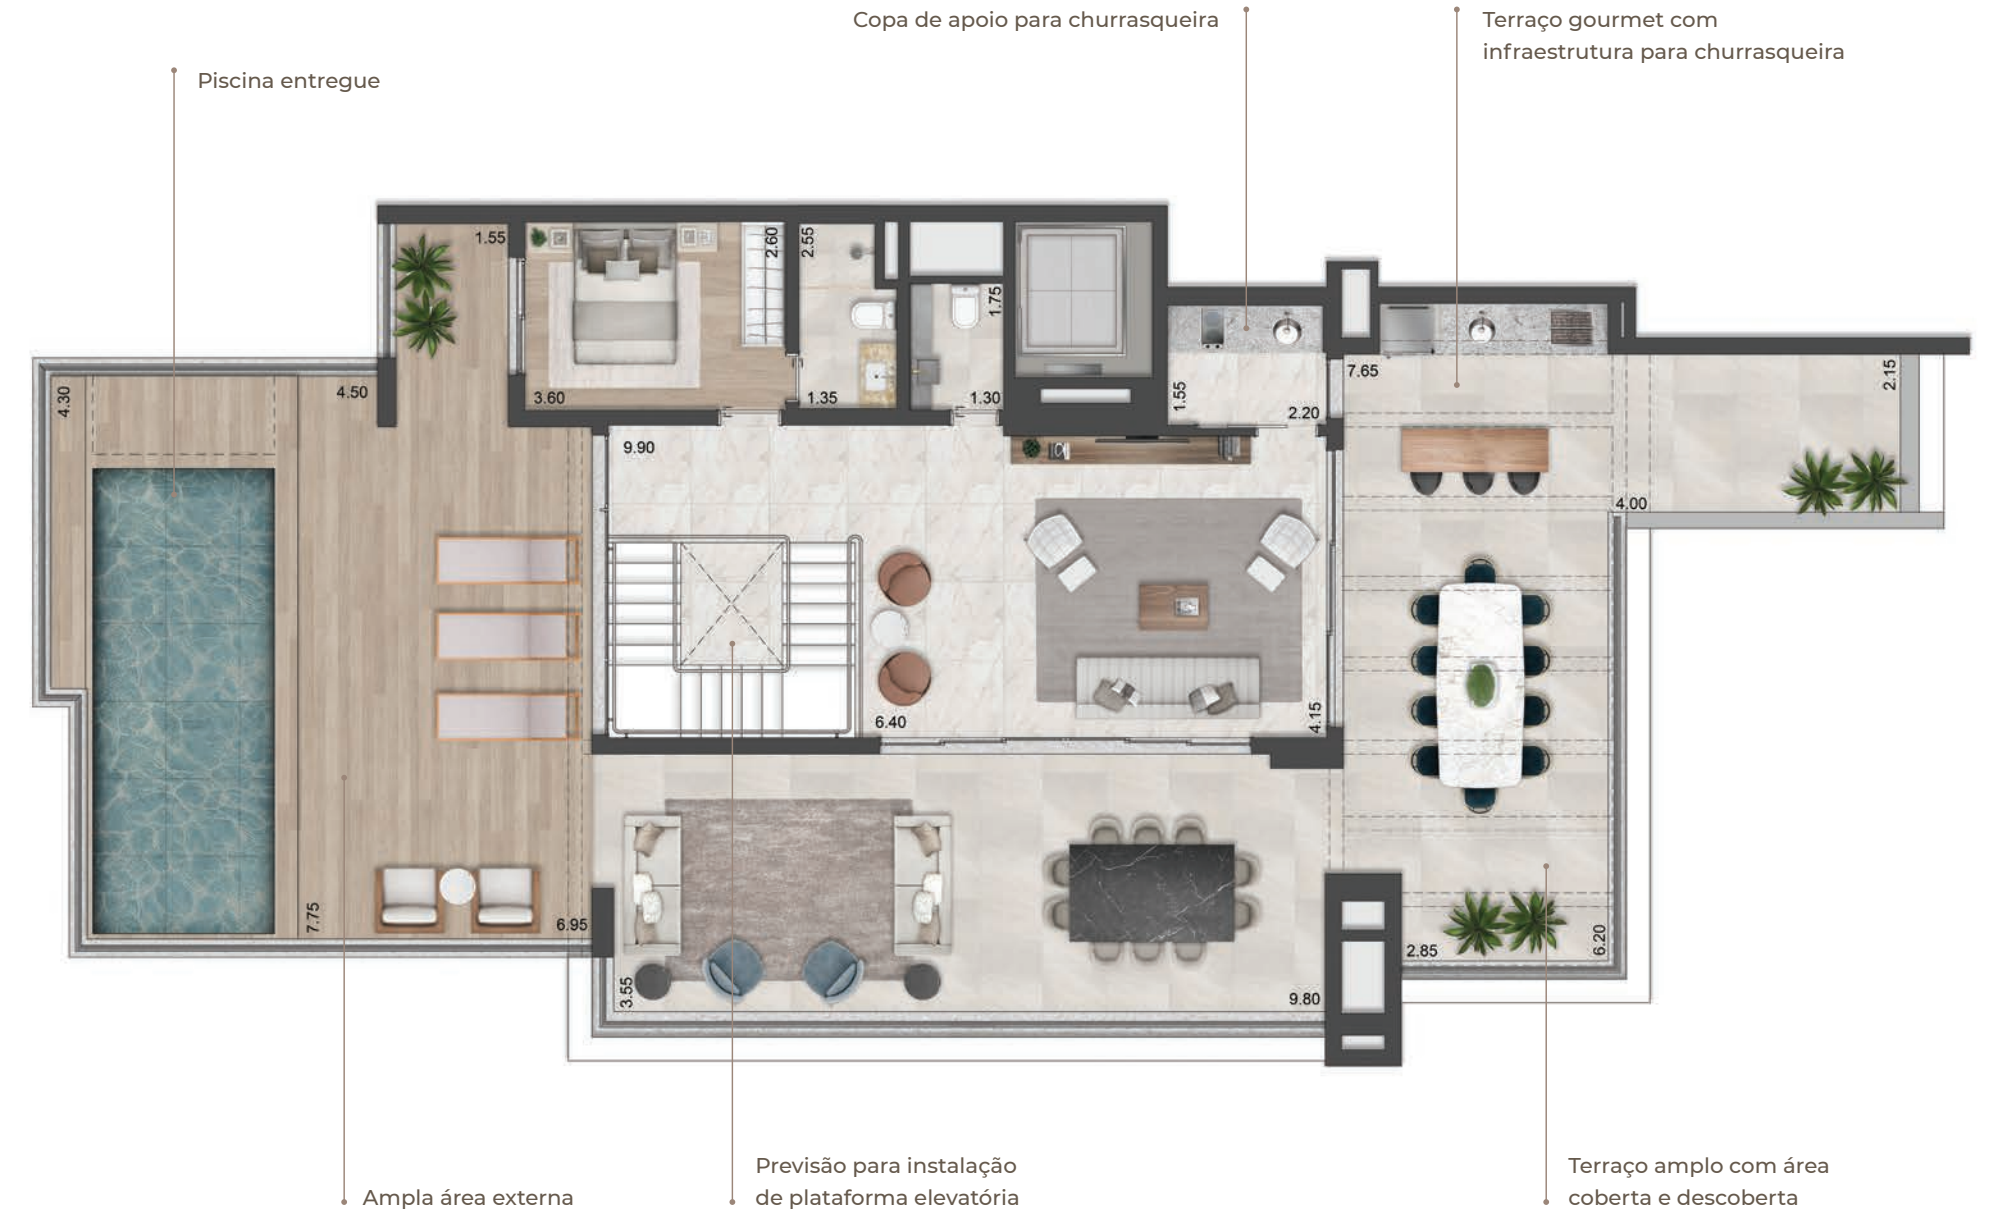 Copa de apoio para churrasqueira
Terraço gourmet com
infraestrutura para churrasqueira
Piscina entregue
1.55
2.60
2.55
1.75
4.30
4.50
3.60
1.35
1.30
1.55
2.20
7.65
2.15
9.90
4.00
6.40
4.15
7.75
6.95
3.55
9.80
2.85
6.20
Ampla área externa
Previsão para instalação
de plataforma elevatória
Terraço amplo com área
coberta e descoberta